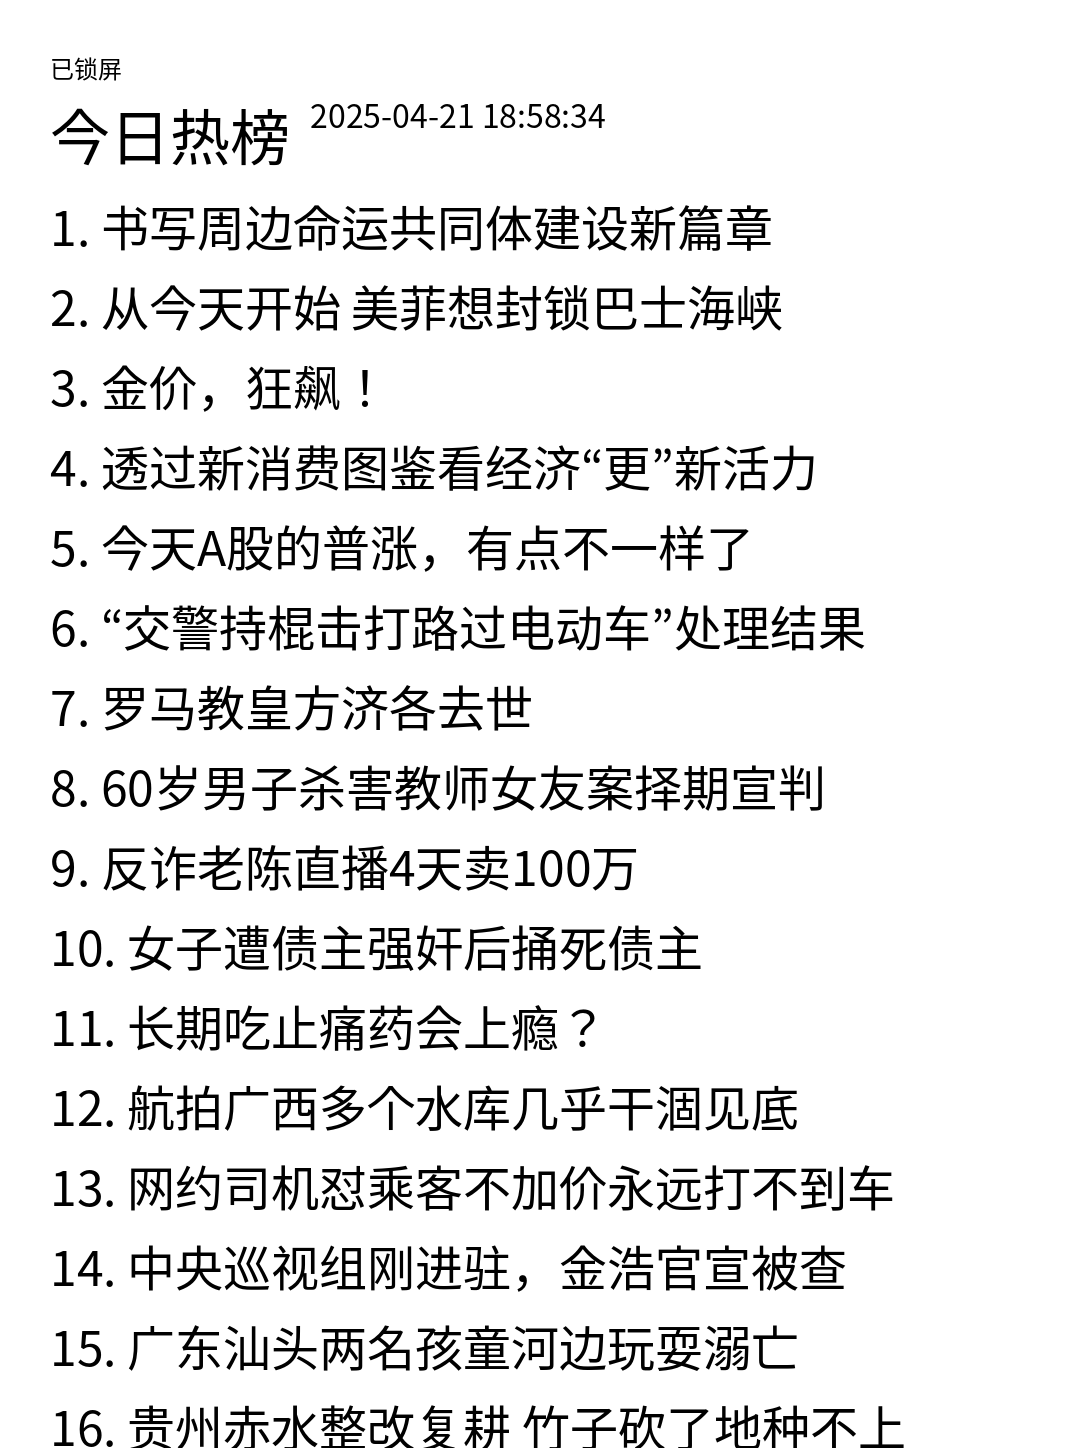 已锁屏
今日热榜 2025-04-21 18:58:34
1. 书写周边命运共同体建设新篇章
2. 从今天开始 美菲想封锁巴士海峡
3. 金价，狂飙！
4. 透过新消费图鉴看经济“更”新活力
5. 今天A股的普涨，有点不一样了
6. “交警持棍击打路过电动车”处理结果
7. 罗马教皇方济各去世
8. 60岁男子杀害教师女友案择期宣判
9. 反诈老陈直播4天卖100万
10. 女子遭债主强奸后捅死债主
11. 长期吃止痛药会上瘾？
12. 航拍广西多个水库几乎干涸见底
13. 网约司机怼乘客不加价永远打不到车
14. 中央巡视组刚进驻，金浩官宣被查
15. 广东汕头两名孩童河边玩耍溺亡
16. 贵州赤水整改复耕 竹子砍了地种不上